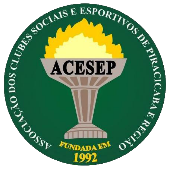 ASSOCIAÇÃO DOS CLUBES SOCIAIS E ESPORTIVOS DE PIRACICABA E REGIÃO
ACESEP
FUNDADA EM
1992